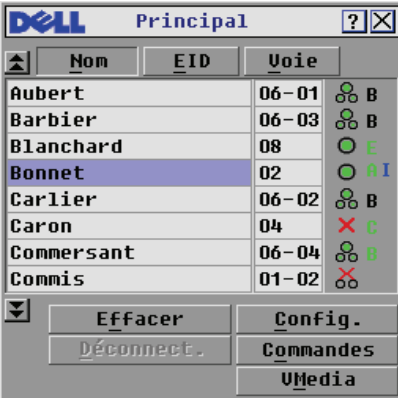 DELL Principal ? X
Nom EID Voie
Aubert 06-01 B
Barbier 06-03 B
Blanchard 08 E
Bonnet 02 A I
Carlier 06-02 B
Caron 04 C
Commersant 06-04 B
Commis 01-02
Effacer Config.
Déconnect. Commandes
VMedia